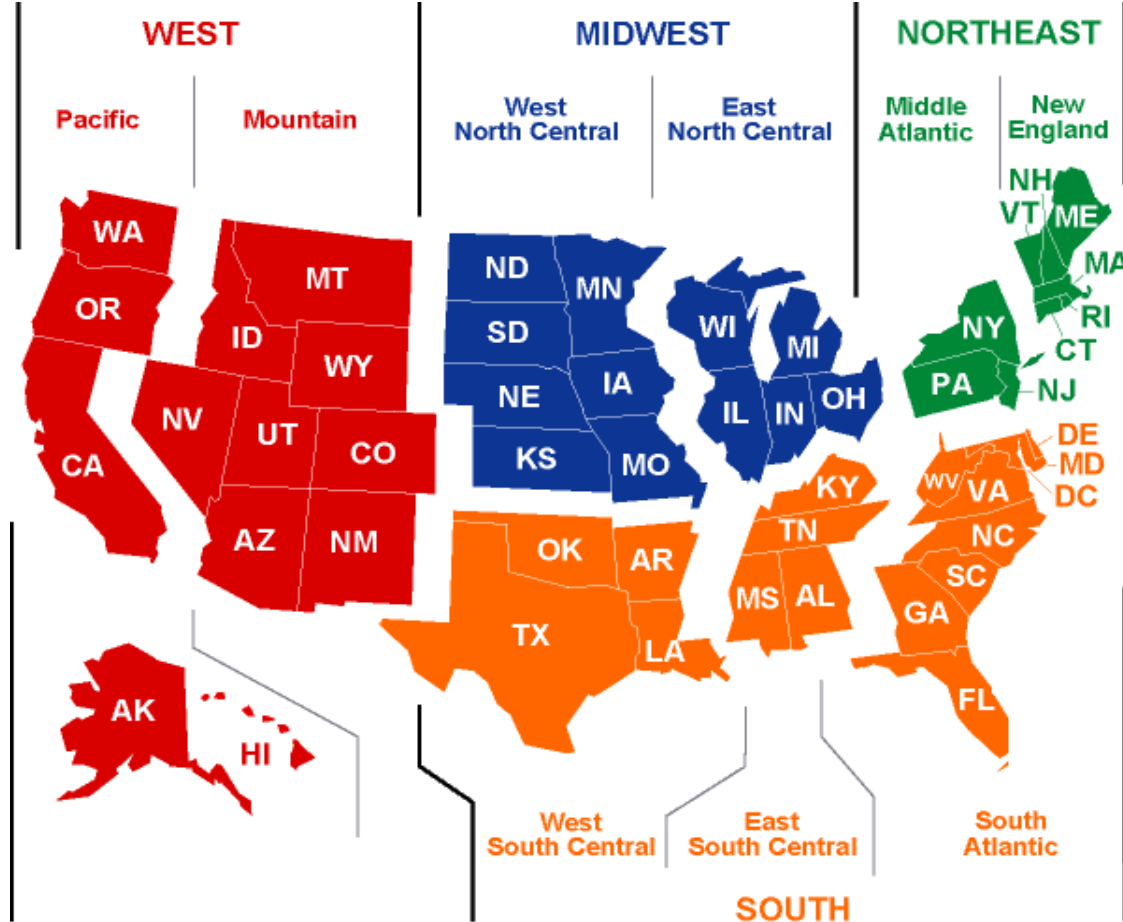 WEST
MIDWEST
NORTHEAST
Pacific
Mountain
West
North Central
East
North Central
Middle
Atlantic
New
England
WA
OR
CA
MT
ID
WY
NV
UT
CO
AZ
NM
AK
HI
ND
SD
NE
KS
MN
IA
MO
WI
MI
IL
IN
OH
NH
VT
ME
MA
RI
CT
NY
PA
NJ
DE
MD
DC
WV
VA
NC
SC
GA
FL
KY
TN
MS
AL
OK
AR
TX
LA
West
South Central
East
South Central
South
Atlantic
SOUTH